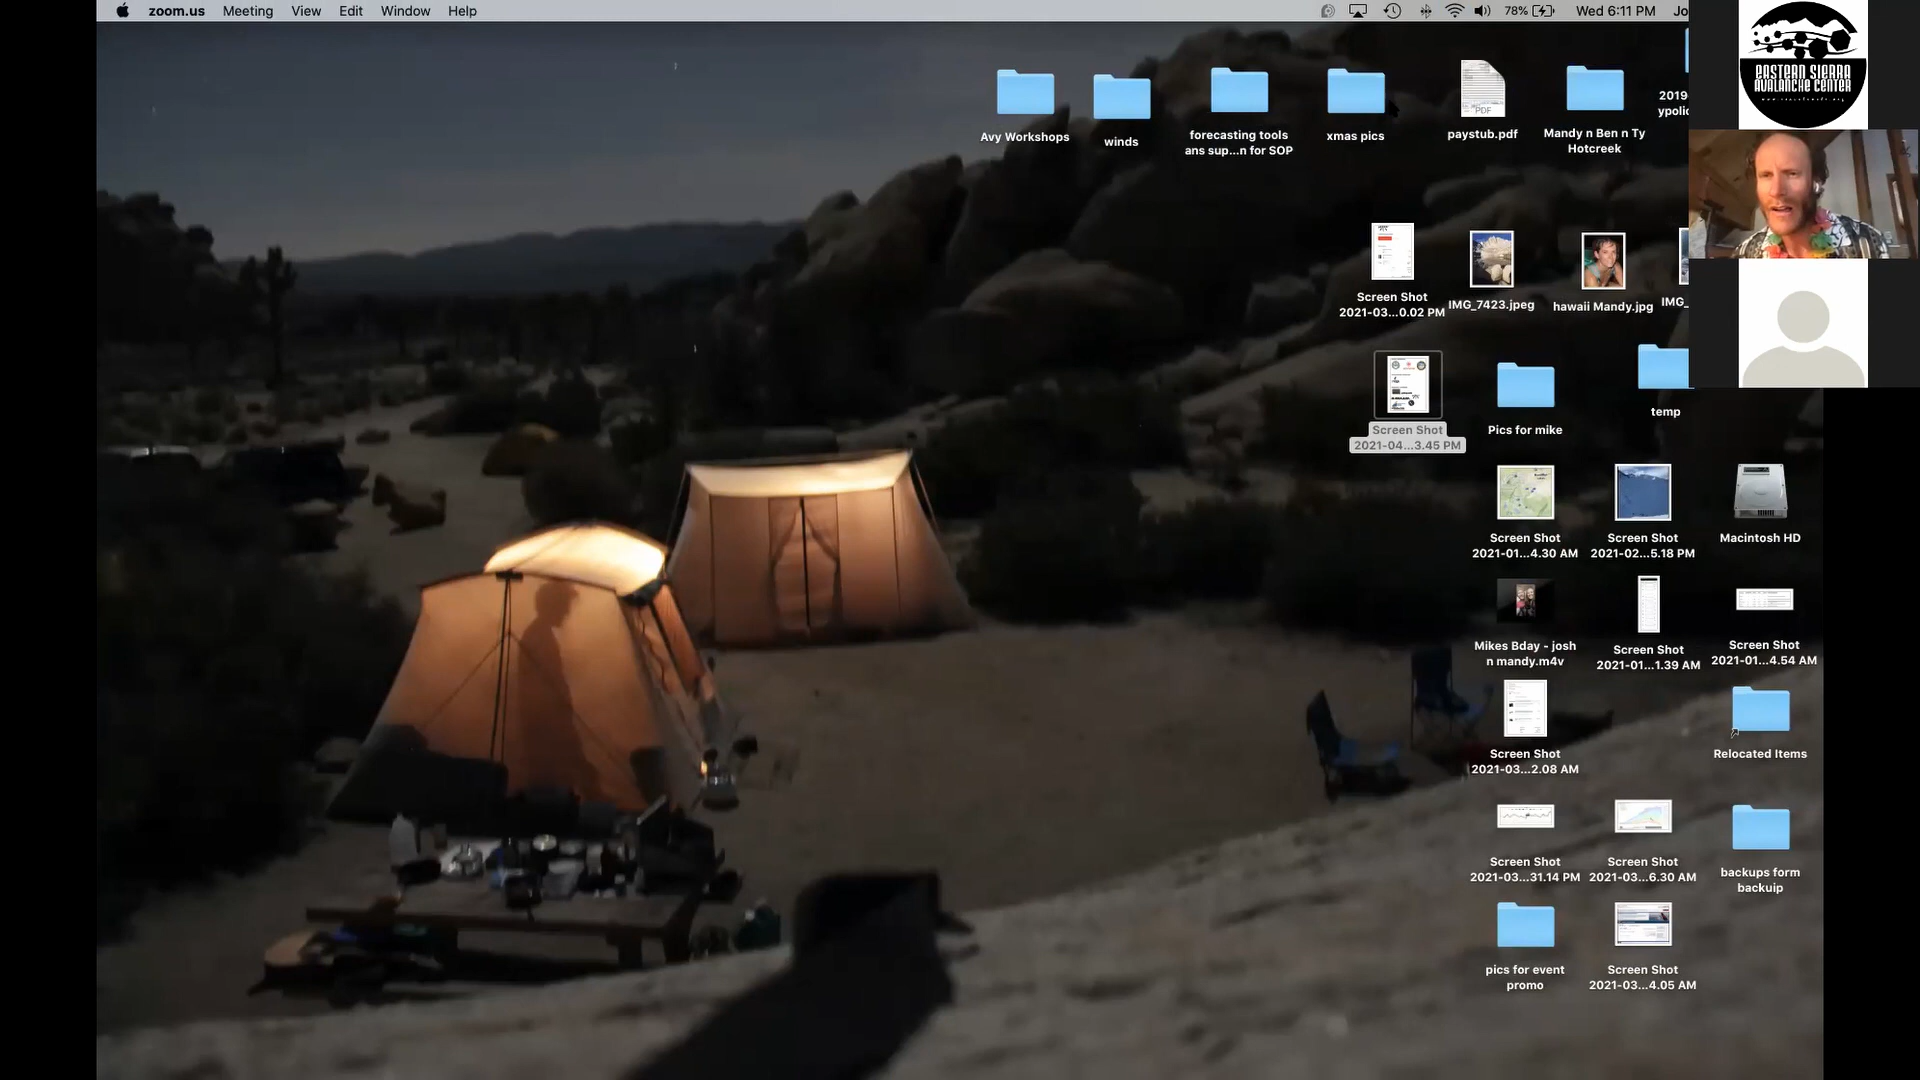 zoom.us Meeting View Edit Window Help
78% Wed 6:11 PM Jo
EASTERN SIERRA
AVALANCHE CENTER
Avy Workshops
winds
forecasting tools
ans sup...n for SOP
xmas pics
paystub.pdf
PDF
Mandy n Ben n Ty
Hotcreek
2019
ypolic
Screen Shot
2021-03...0.02 PM
IMG_7423.jpeg
hawaii Mandy.jpg
IMG_
Screen Shot
2021-04...3.45 PM
Pics for mike
temp
Screen Shot
2021-01...4.30 AM
Screen Shot
2021-02...5.18 PM
Macintosh HD
Mikes Bday - josh
n mandy.m4v
Screen Shot
2021-01...1.39 AM
Screen Shot
2021-01...4.54 AM
Screen Shot
2021-03...2.08 AM
Relocated Items
Screen Shot
2021-03...31.14 PM
Screen Shot
2021-03...6.30 AM
backups form
backuip
pics for event
promo
Screen Shot
2021-03...4.05 AM